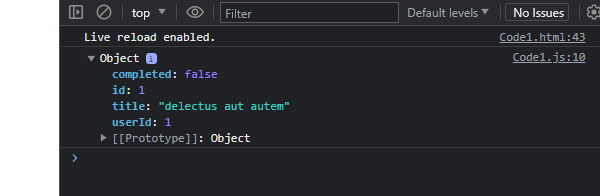 top Filter Default levels No Issues
Live reload enabled. Code1.html:43
Object i Code1.js:10
completed: false
id: 1
title: "delectus aut autem"
userId: 1
[[Prototype]]: Object